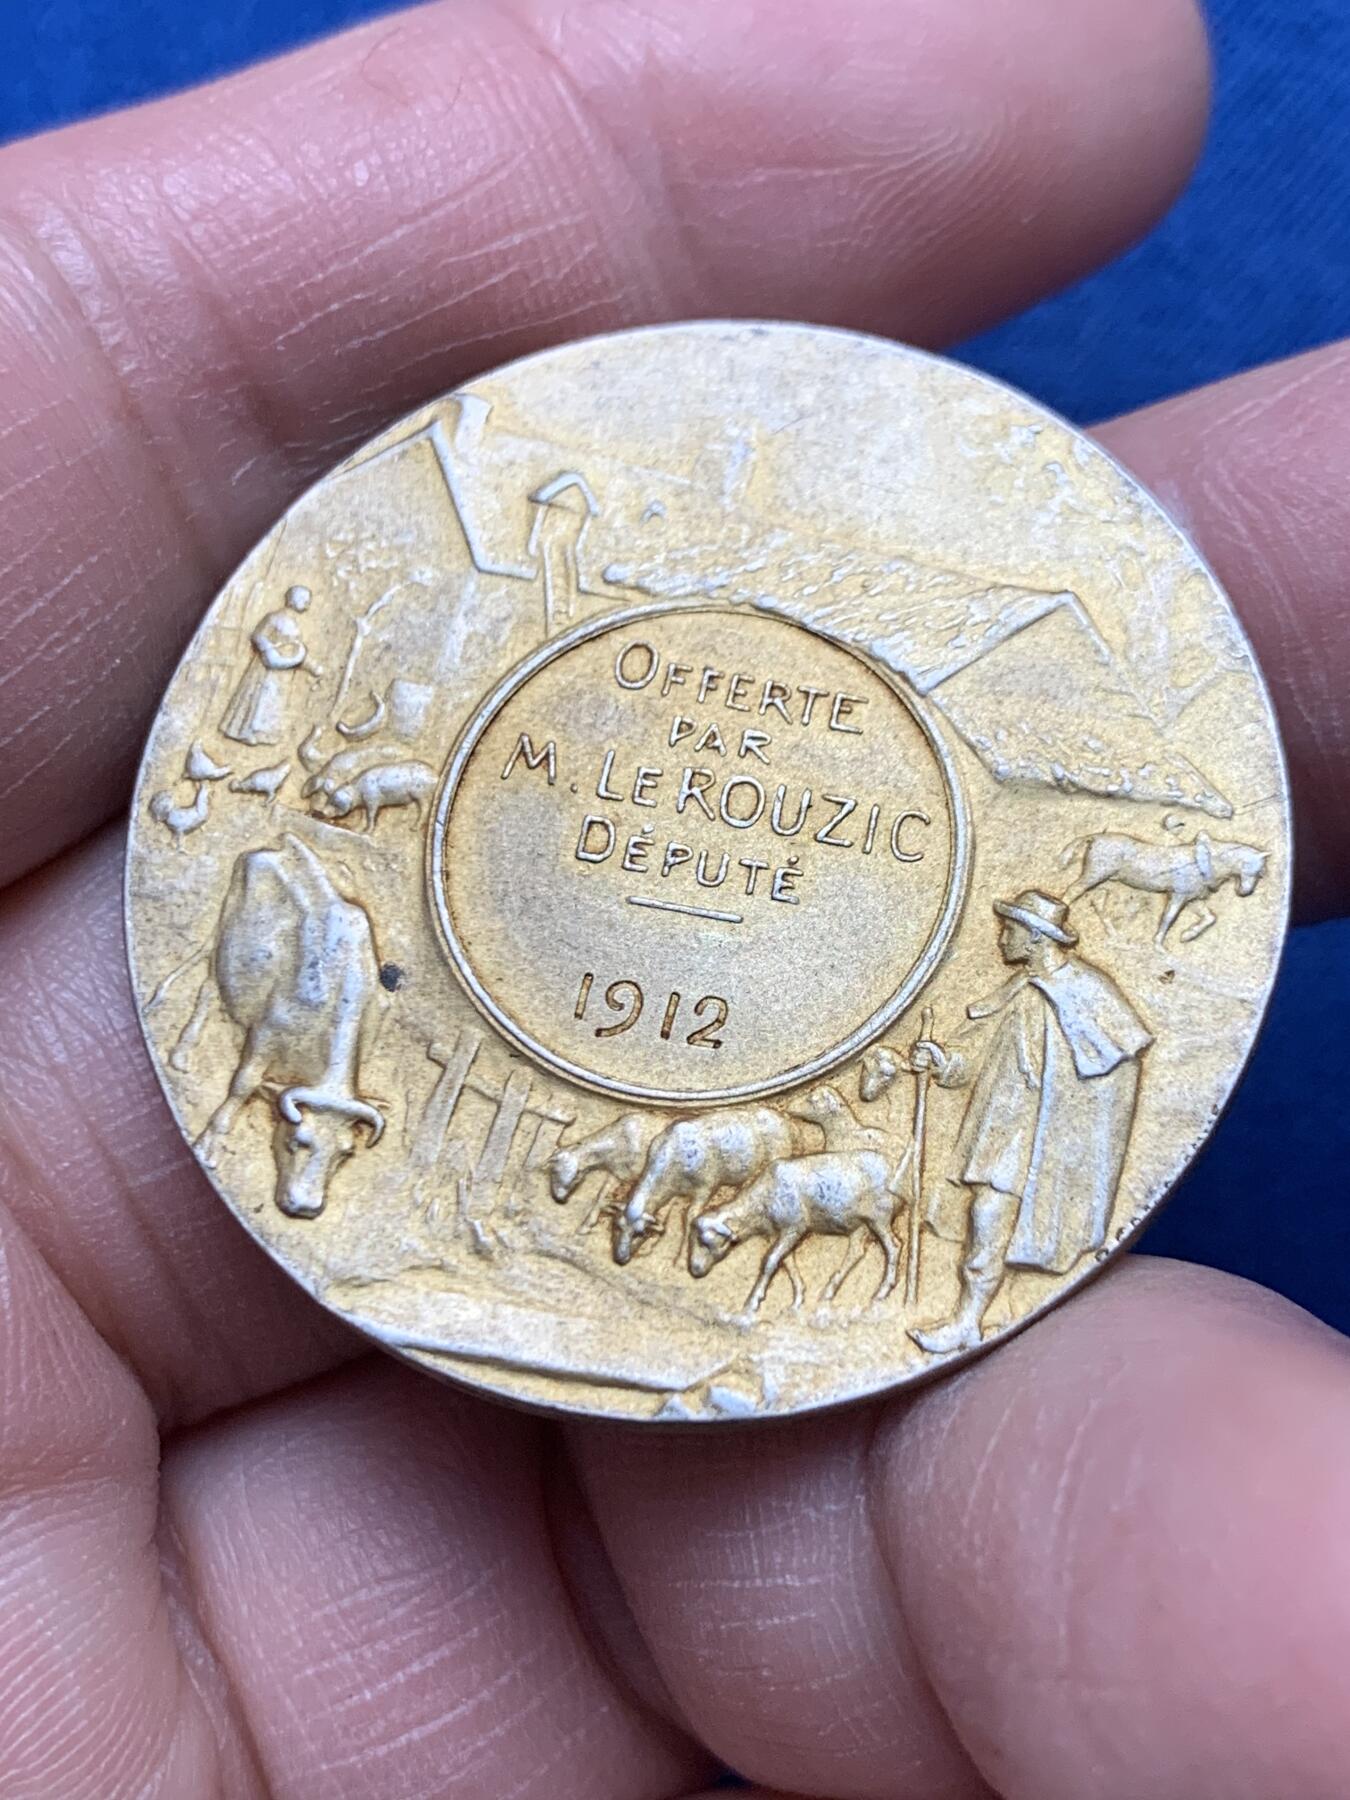 OFFERTE
PAR
M. LE ROUZIC
DÉPUTÉ
1912